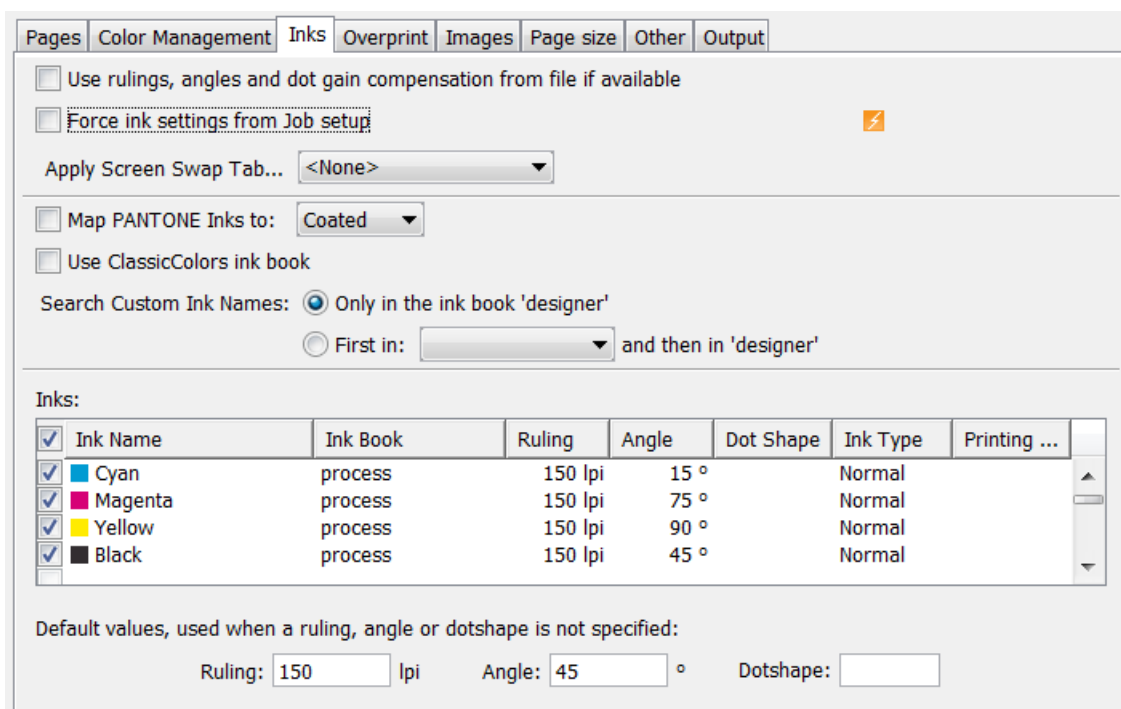 Pages Color Management Inks Overprint Images Page size Other Output
Use rulings, angles and dot gain compensation from file if available
Force ink settings from Job setup
Apply Screen Swap Tab... <None>
Map PANTONE Inks to: Coated
Use ClassicColors ink book
Search Custom Ink Names: Only in the ink book 'designer'
First in: and then in 'designer'
Inks:
Ink Name Ink Book Ruling Angle Dot Shape Ink Type Printing ...
Cyan process 150 lpi 15 º Normal
Magenta process 150 lpi 75 º Normal
Yellow process 150 lpi 90 º Normal
Black process 150 lpi 45 º Normal
Default values, used when a ruling, angle or dotshape is not specified:
Ruling: 150 lpi Angle: 45 º Dotshape: